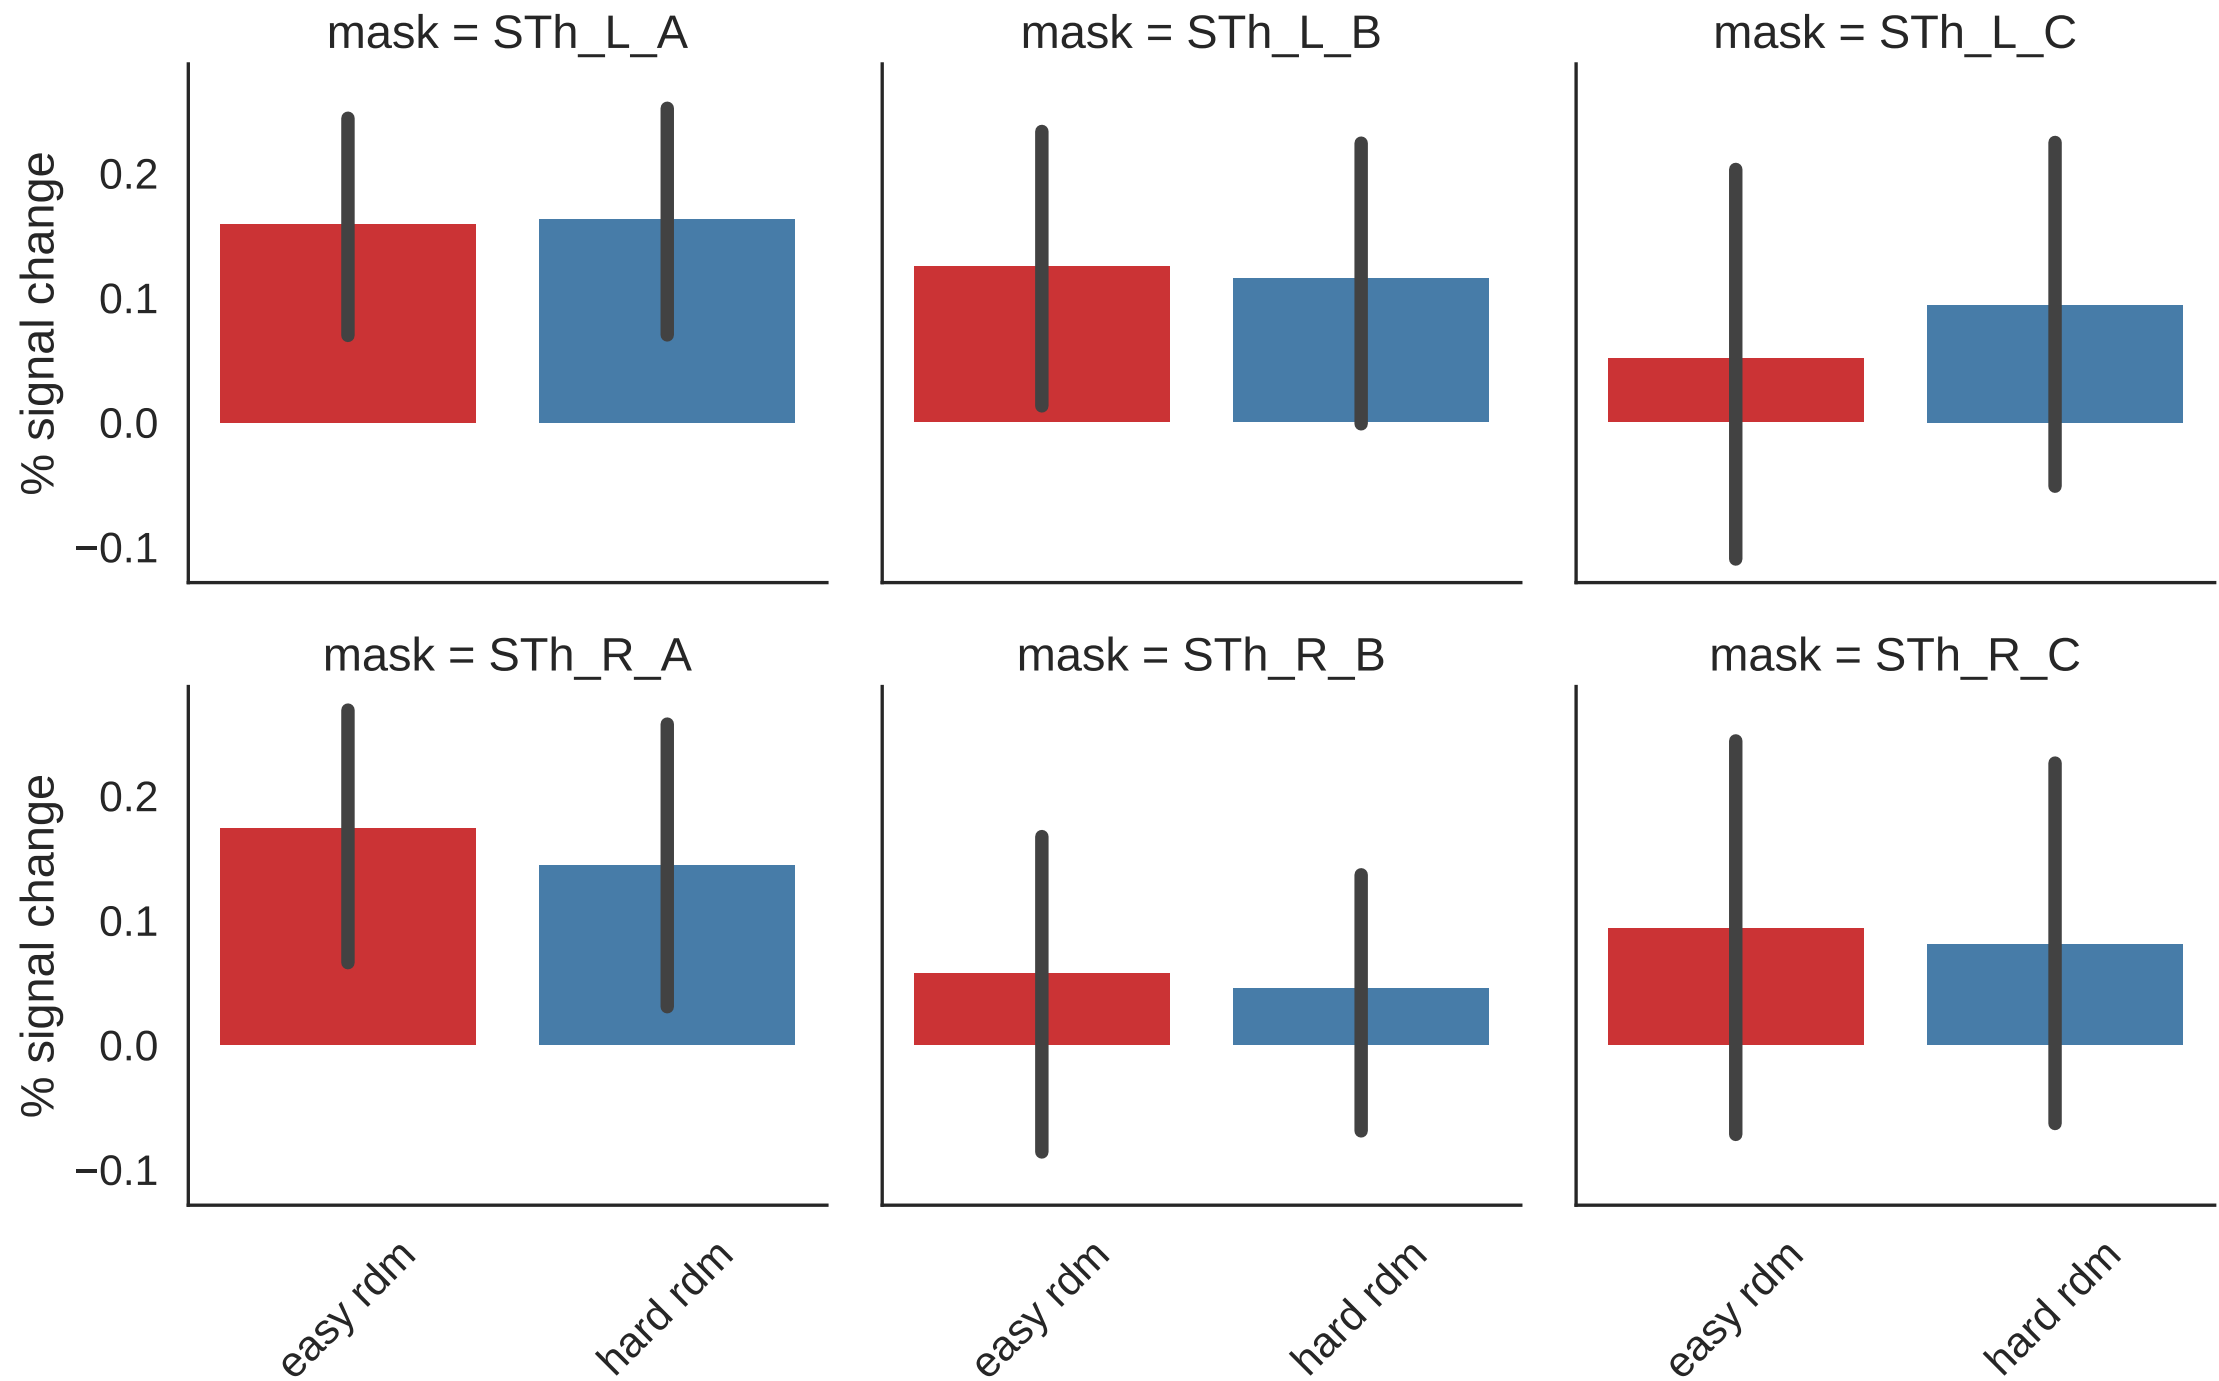 mask = STh_L_A
mask = STh_L_B
mask = STh_L_C
% signal change
0.2
0.1
0.0
−0.1
mask = STh_R_A
mask = STh_R_B
mask = STh_R_C
% signal change
0.2
0.1
0.0
−0.1
easy rdm
hard rdm
easy rdm
hard rdm
easy rdm
hard rdm